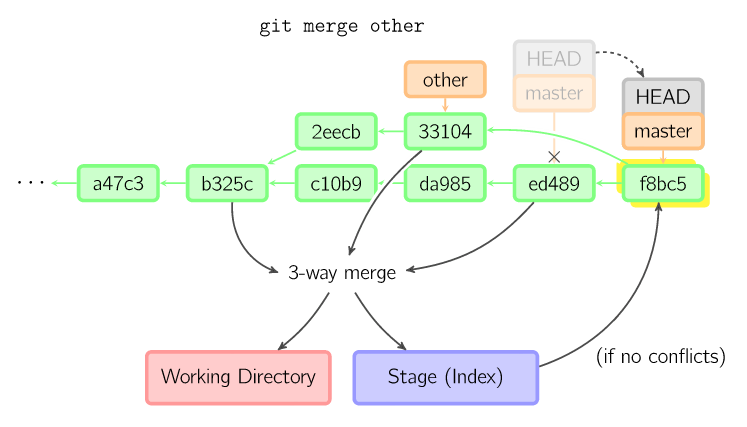 git merge other
HEAD
other
master
HEAD
master
2eecb
33104
...
a47c3
b325c
c10b9
da985
ed489
f8bc5
3-way merge
(if no conflicts)
Working Directory
Stage (Index)